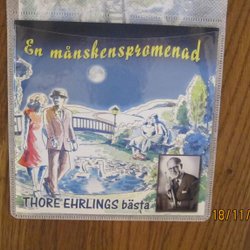 En månskenspromenad
THORE EHRLINGS bästa
18/11/